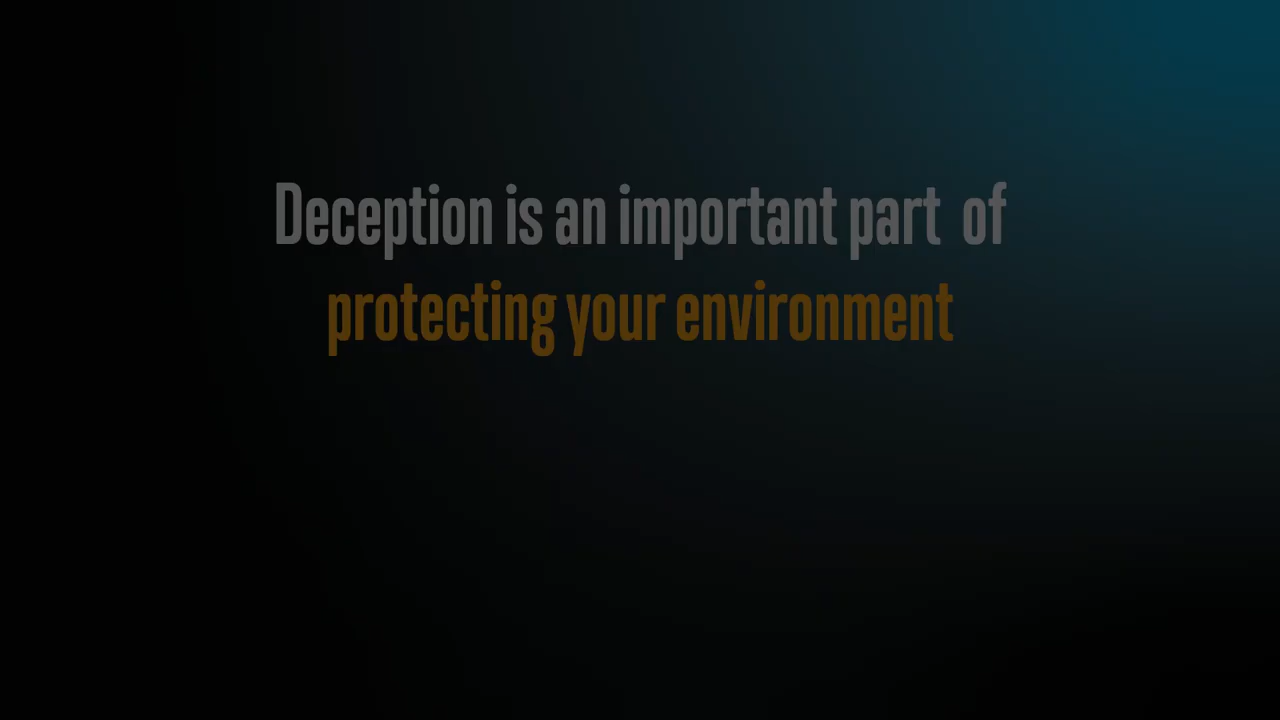 Deception is an important part  of
protecting your environment